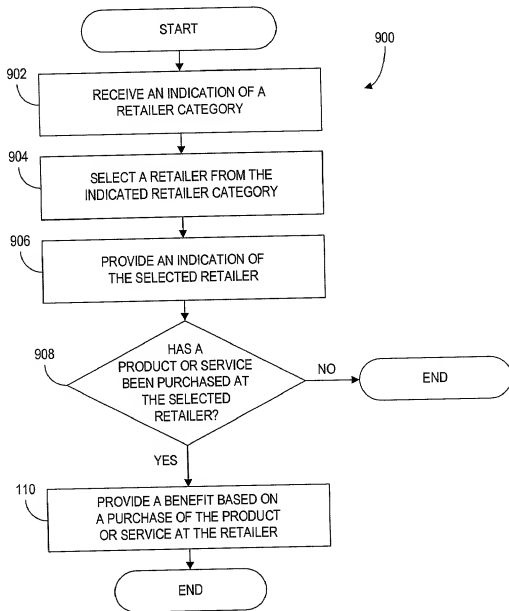 START
900
902
RECEIVE AN INDICATION OF A
RETAILER CATEGORY
904
SELECT A RETAILER FROM THE
INDICATED RETAILER CATEGORY
906
PROVIDE AN INDICATION OF
THE SELECTED RETAILER
908
HAS A
PRODUCT OR SERVICE
BEEN PURCHASED AT
THE SELECTED
RETAILER?
NO
END
YES
110
PROVIDE A BENEFIT BASED ON
A PURCHASE OF THE PRODUCT
OR SERVICE AT THE RETAILER
END